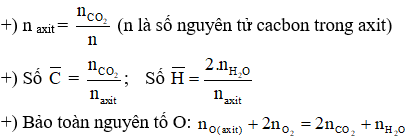 +) n axit = n_CO₂ / n (n là số nguyên tử cacbon trong axit)
+) Số C̅ = n_CO₂ / n_axit ; Số H̅ = 2.n_H₂O / n_axit
+) Bảo toàn nguyên tố O: n_O(axit) + 2n_O₂ = 2n_CO₂ + n_H₂O